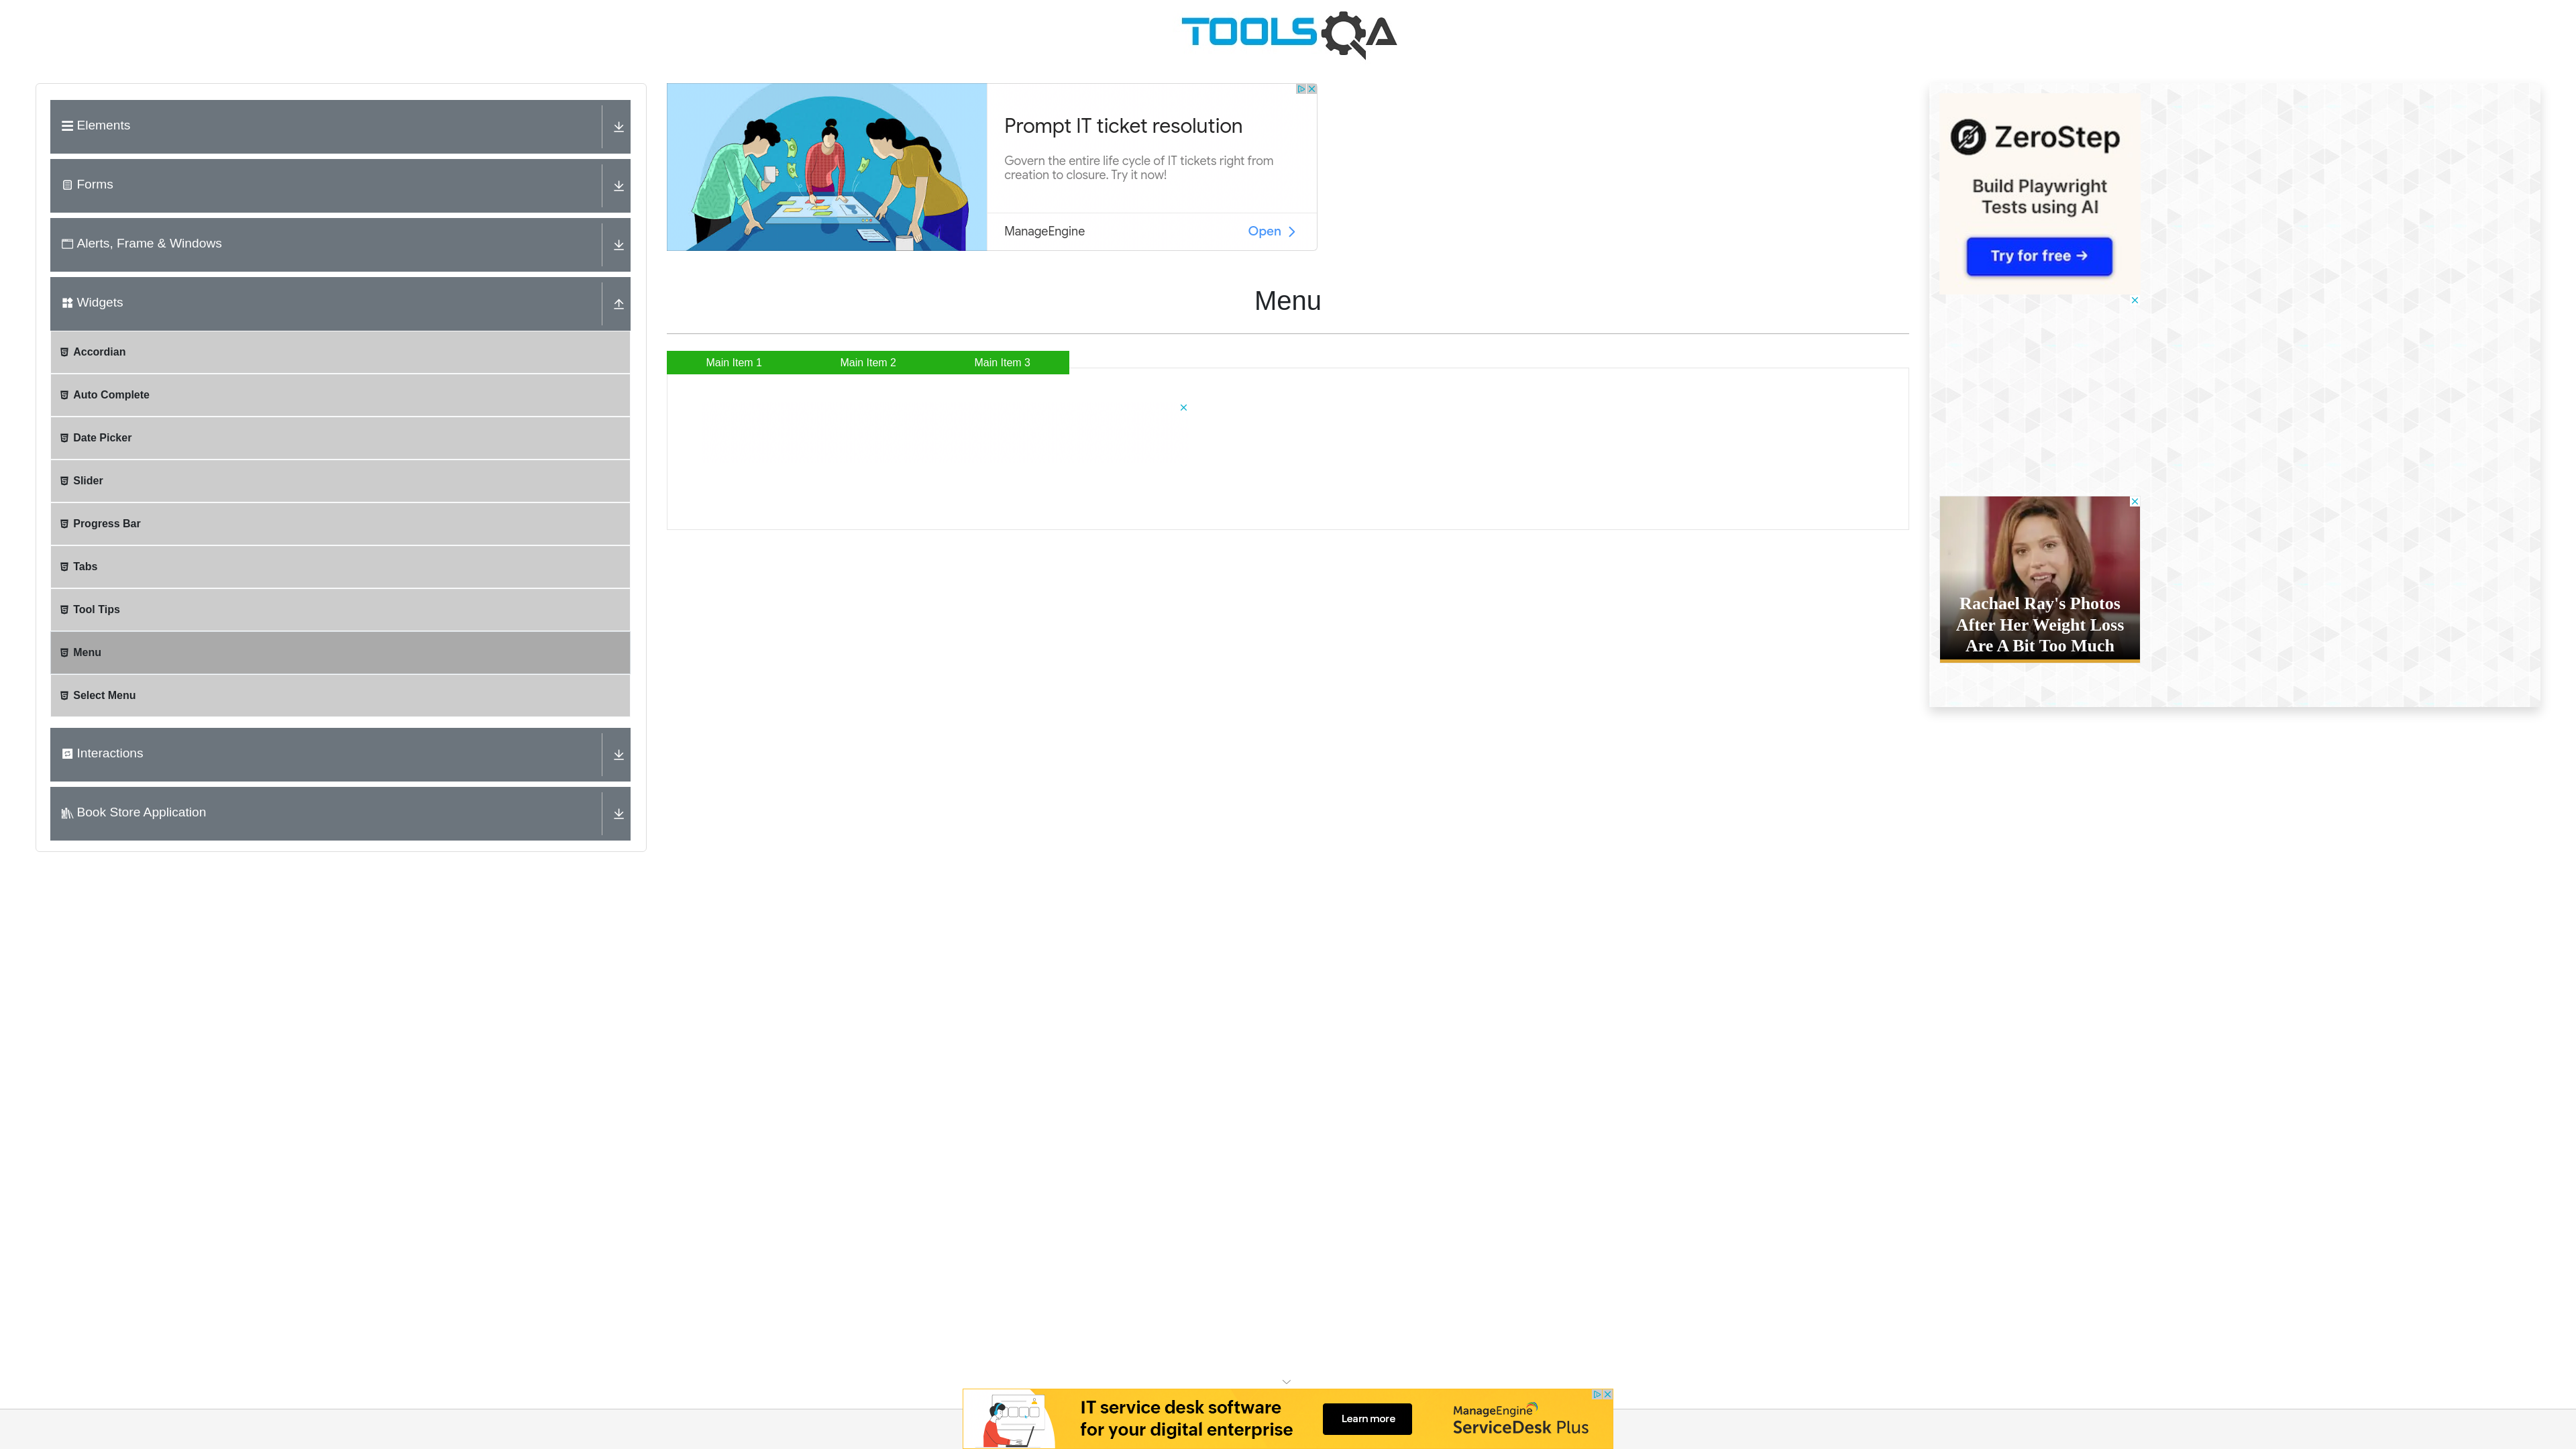 TOOLSQA
Elements
Forms
Alerts, Frame & Windows
Widgets
Accordian
Auto Complete
Date Picker
Slider
Progress Bar
Tabs
Tool Tips
Menu
Select Menu
Interactions
Book Store Application
Prompt IT ticket resolution
Govern the entire life cycle of IT tickets right from
creation to closure. Try it now!
ManageEngine
Open
Menu
Main Item 1
Main Item 2
Main Item 3
ZeroStep
Build Playwright
Tests using AI
Try for free →
Rachael Ray's Photos
After Her Weight Loss
Are A Bit Too Much
IT service desk software
for your digital enterprise
Learn more
ManageEngine
ServiceDesk Plus